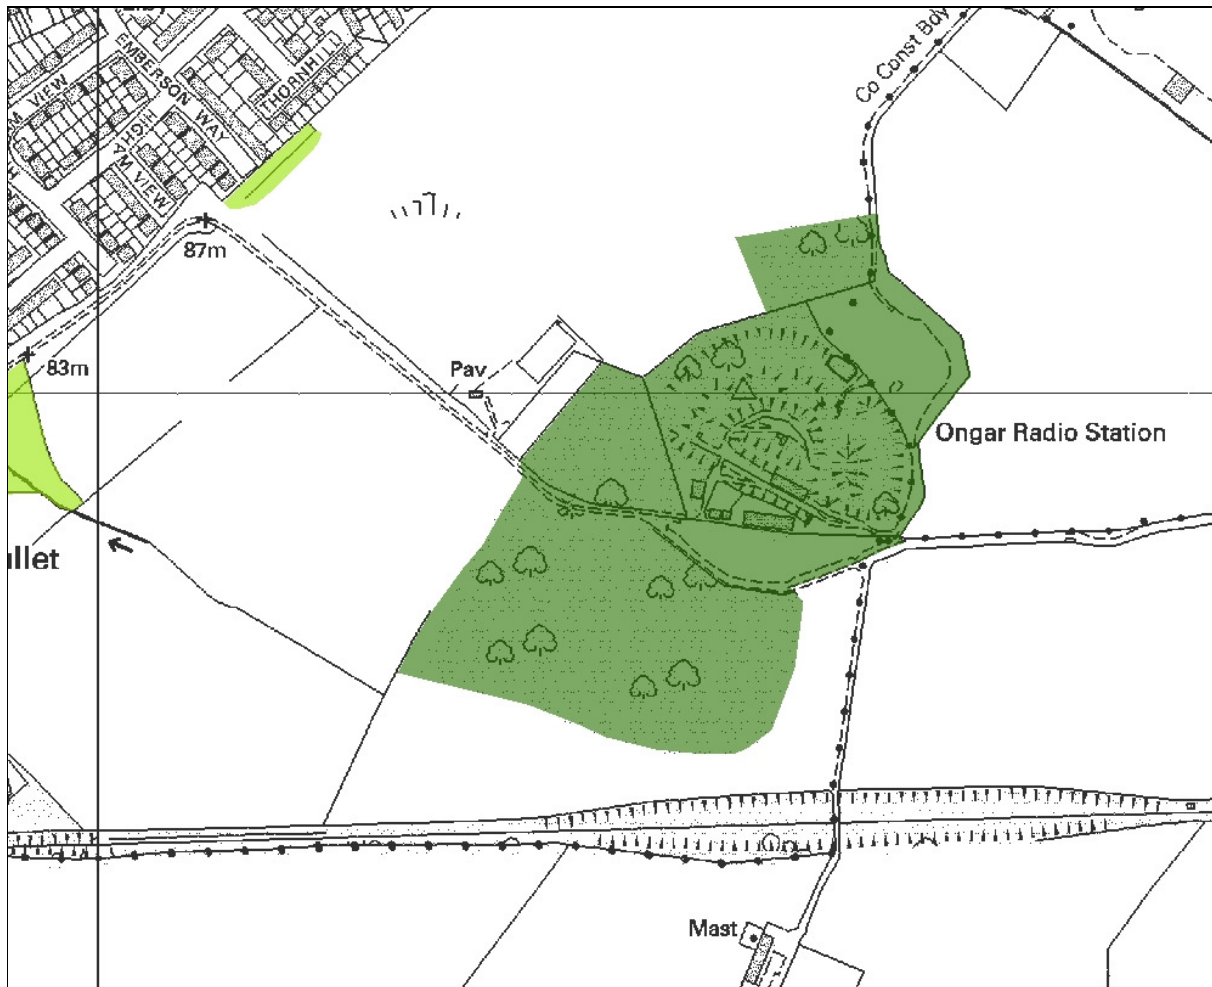 EMBERSON WAY
THORNHILL
M VIEW
HIGH
VIEW
Co Const Bdy
87m
83m
Pav
Ongar Radio Station
llet
Mast